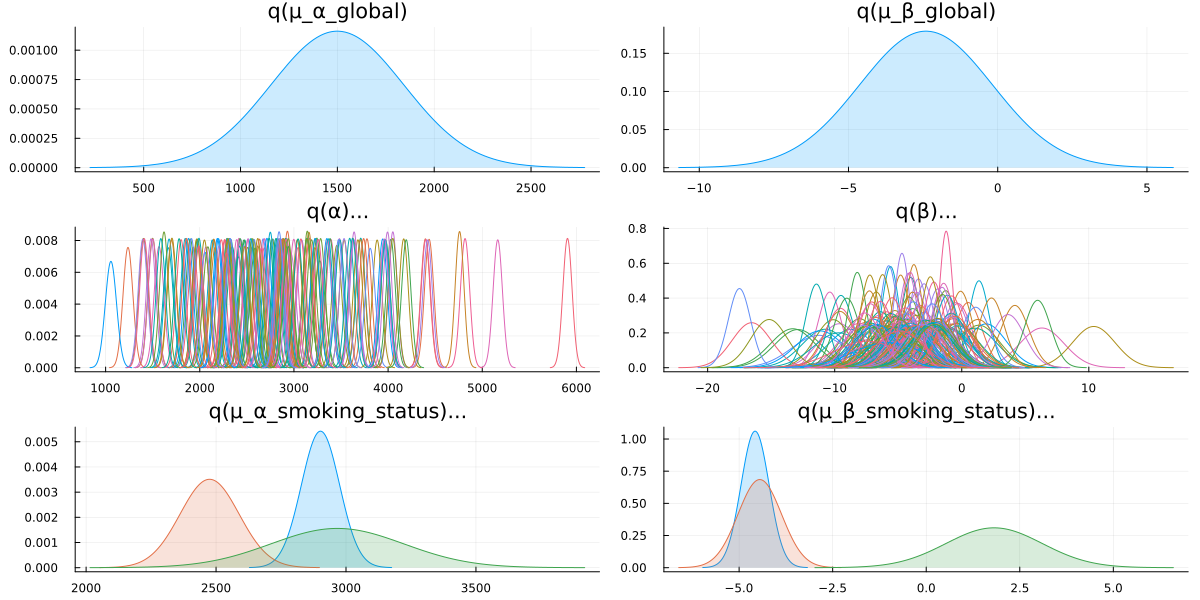 q(μ_α_global)
0.00100
0.00075
0.00050
0.00025
0.00000
500 1000 1500 2000 2500
q(μ_β_global)
0.15
0.10
0.05
0.00
−10 −5 0 5
q(α)...
0.008
0.006
0.004
0.002
0.000
1000 2000 3000 4000 5000 6000
q(β)...
0.8
0.6
0.4
0.2
0.0
−20 −10 0 10
q(μ_α_smoking_status)...
0.005
0.004
0.003
0.002
0.001
0.000
2000 2500 3000 3500
q(μ_β_smoking_status)...
1.00
0.75
0.50
0.25
0.00
−5.0 −2.5 0.0 2.5 5.0